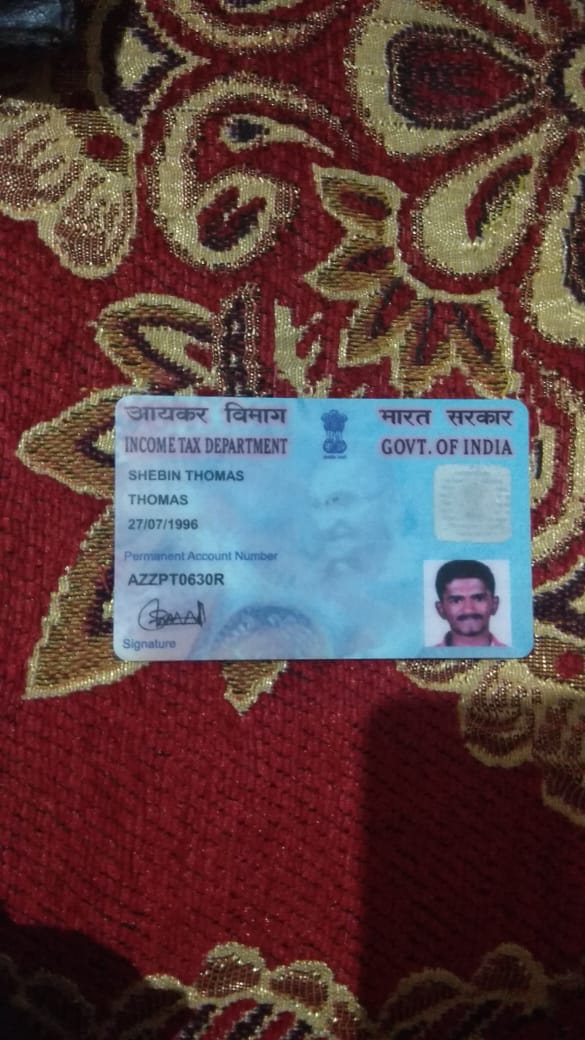 आयकर विभाग
भारत सरकार
INCOME TAX DEPARTMENT
GOVT. OF INDIA
SHEBIN THOMAS
THOMAS
27/07/1996
Permanent Account Number
AZZPT0630R
Signature